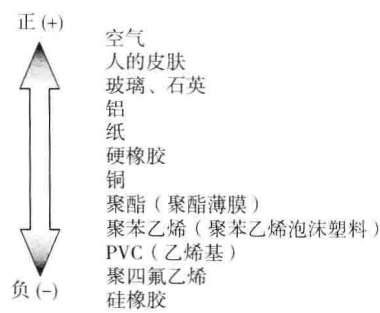 正 (+)
空气
人的皮肤
玻璃、石英
铝
纸
硬橡胶
铜
聚酯（聚酯薄膜）
聚苯乙烯（聚苯乙烯泡沫塑料）
PVC（乙烯基）
聚四氟乙烯
负 (−)
硅橡胶